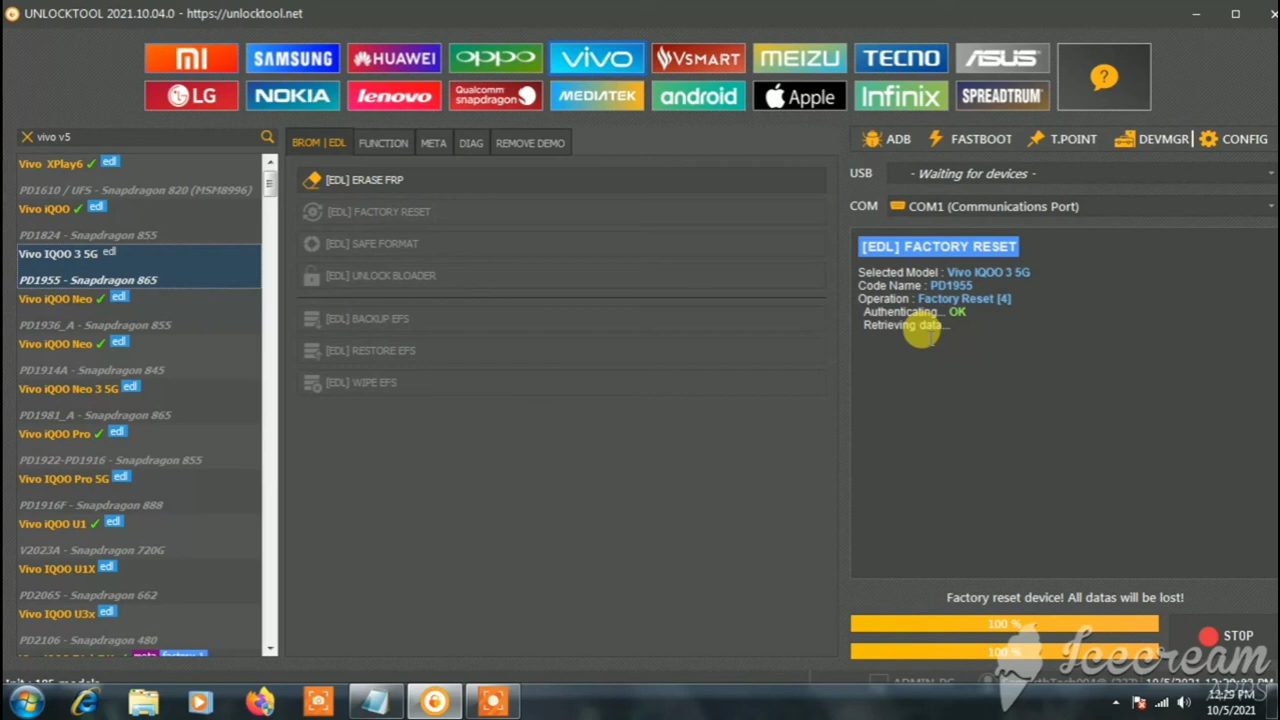 UNLOCKTOOL 2021.10.04.0 - https://unlocktool.net
mi SAMSUNG HUAWEI oppo vivo VSMART MEIZU TECNO ASUS
LG NOKIA lenovo Qualcomm snapdragon MEDIATEK android Apple Infinix SPREADTRUM
?
vivo v5
Vivo XPlay6 ✓ edl
PD1610 / UFS - Snapdragon 820 (MSM8996)
Vivo iQOO ✓ edl
PD1824 - Snapdragon 855
Vivo IQOO 3 5G edl
PD1955 - Snapdragon 865
Vivo iQOO Neo ✓ edl
PD1936_A - Snapdragon 855
Vivo iQOO Neo ✓ edl
PD1914A - Snapdragon 845
Vivo iQOO Neo 3 5G edl
PD1981_A - Snapdragon 865
Vivo iQOO Pro ✓ edl
PD1922-PD1916 - Snapdragon 855
Vivo IQOO Pro 5G edl
PD1916F - Snapdragon 888
Vivo iQOO U1 ✓ edl
V2023A - Snapdragon 720G
Vivo IQOO U1X edl
PD2065 - Snapdragon 662
Vivo IQOO U3x edl
PD2106 - Snapdragon 480
BROM | EDL FUNCTION META DIAG REMOVE DEMO
[EDL] ERASE FRP
[EDL] FACTORY RESET
[EDL] SAFE FORMAT
[EDL] UNLOCK BLOADER
[EDL] BACKUP EFS
[EDL] RESTORE EFS
[EDL] WIPE EFS
ADB FASTBOOT T.POINT DEVMGR CONFIG
USB - Waiting for devices -
COM COM1 (Communications Port)
[EDL] FACTORY RESET
Selected Model : Vivo IQOO 3 5G
Code Name : PD1955
Operation : Factory Reset [4]
Authenticating... OK
Retrieving data...
Factory reset device! All datas will be lost!
100 %
100 %
STOP
Icecream
12:29 PM
10/5/2021